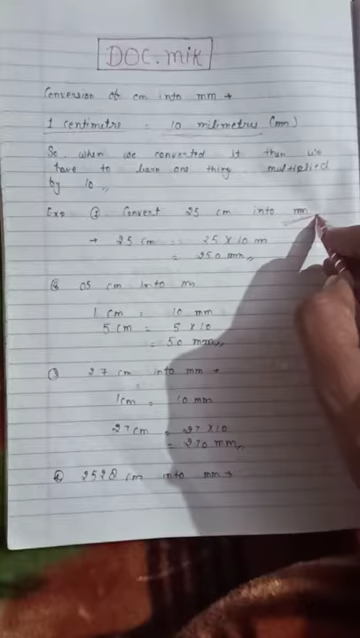 DOC.mik
Conversion of cm into mm →
1 centimetre = 10 milimetres (mm)
So when we converted it then we
have to learn one thing multiplied
by 10
Exp ① Convert 25 cm into mm
→ 25 cm = 25 × 10 m
= 250 mm
② 05 cm into m
1 cm = 10 mm
5 cm = 5 × 10
= 50 mm
③ 27 cm into mm →
=
1cm = 10 mm
27 cm = 27 × 10
= 270 mm
④ 2528 cm into mm →